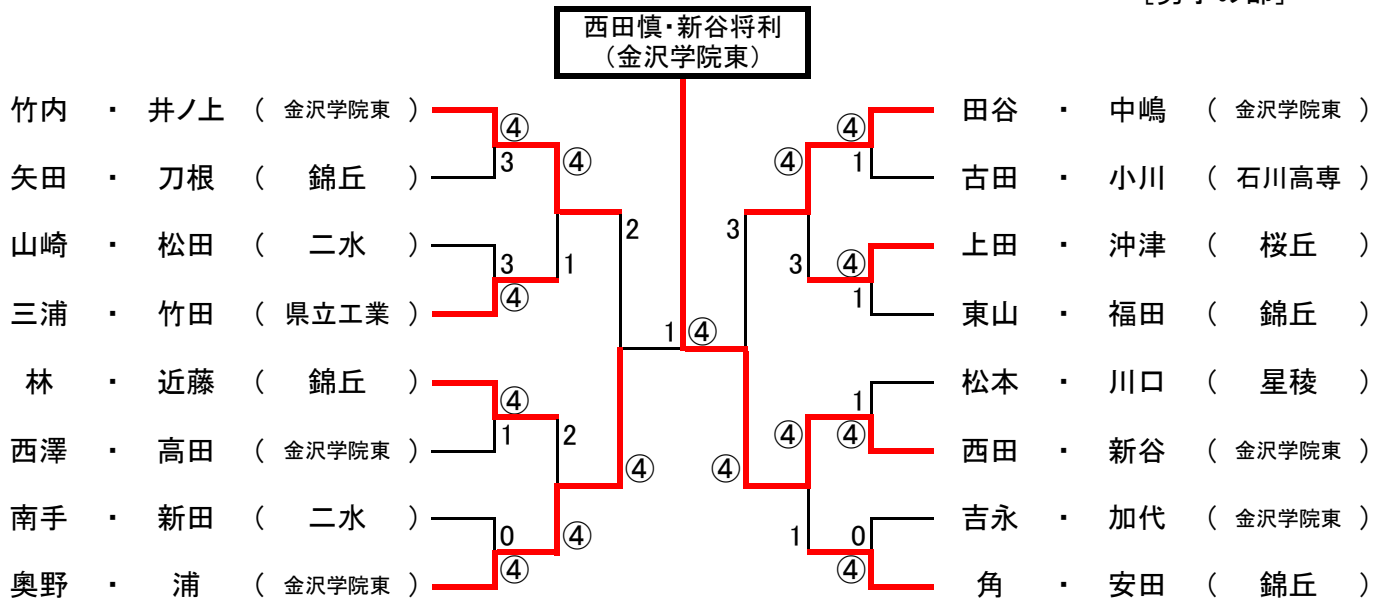 西田慎・新谷将利
（金沢学院東）
竹内 ・ 井ノ上 （ 金沢学院東 ）
矢田 ・ 刀根 （ 錦丘 ）
山崎 ・ 松田 （ 二水 ）
三浦 ・ 竹田 （ 県立工業 ）
林 ・ 近藤 （ 錦丘 ）
西澤 ・ 高田 （ 金沢学院東 ）
南手 ・ 新田 （ 二水 ）
奥野 ・ 浦 （ 金沢学院東 ）
④
3
3
④
④
1
0
④
④
1
2
④
2
④
1 ④
3
④
④
3
④
1
④
1
④
1
1
④
0
④
田谷 ・ 中嶋 （ 金沢学院東 ）
古田 ・ 小川 （ 石川高専 ）
上田 ・ 沖津 （ 桜丘 ）
東山 ・ 福田 （ 錦丘 ）
松本 ・ 川口 （ 星稜 ）
西田 ・ 新谷 （ 金沢学院東 ）
吉永 ・ 加代 （ 金沢学院東 ）
角 ・ 安田 （ 錦丘 ）